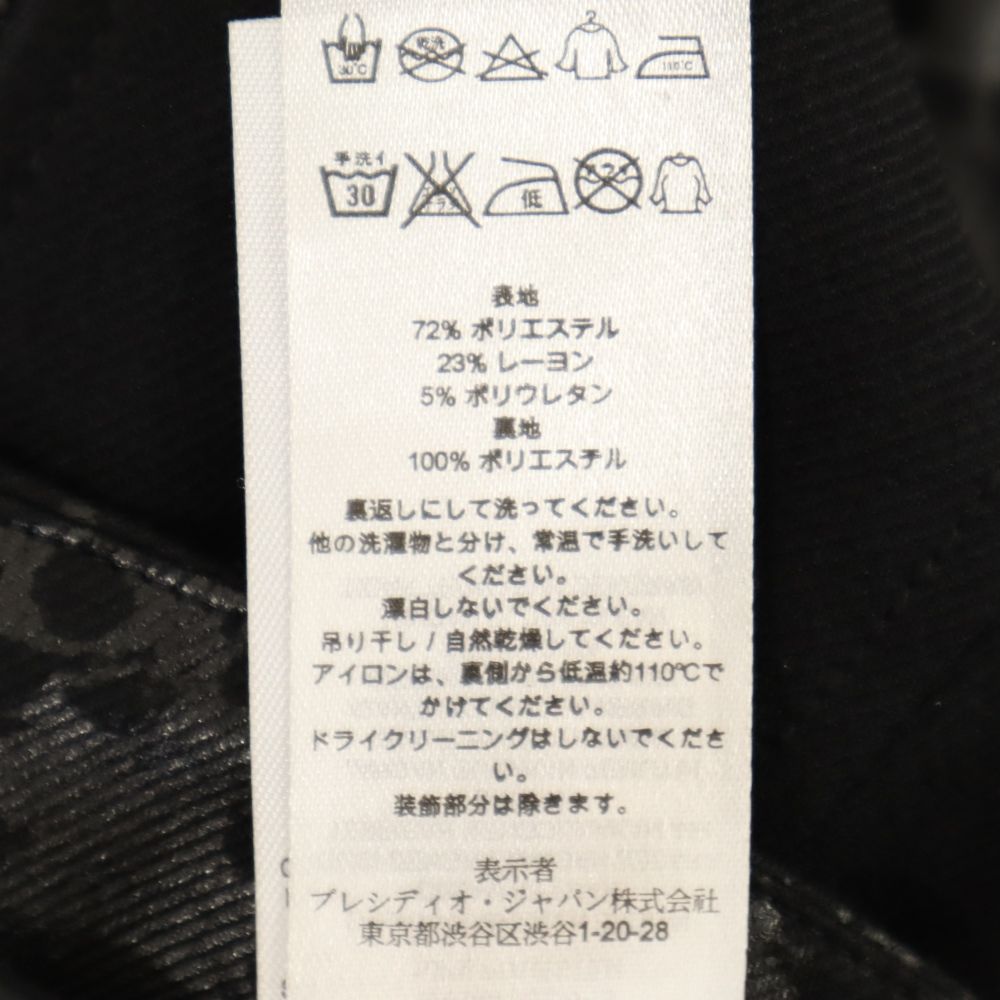 30℃
乾洗
2
110℃
手洗イ
30
低
表地
72% ポリエステル
23% レーヨン
5% ポリウレタン
裏地
100% ポリエスチル
裏返しにして洗ってください。
他の洗濯物と分け、常温で手洗いして
ください。
漂白しないでください。
吊り干し / 自然乾燥してください。
アイロンは、裏側から低温約110℃で
かけてください。
ドライクリーニングはしないでくださ
い。
装飾部分は除きます。
表示者
プレシディオ・ジャパン株式会社
東京都渋谷区渋谷1-20-28